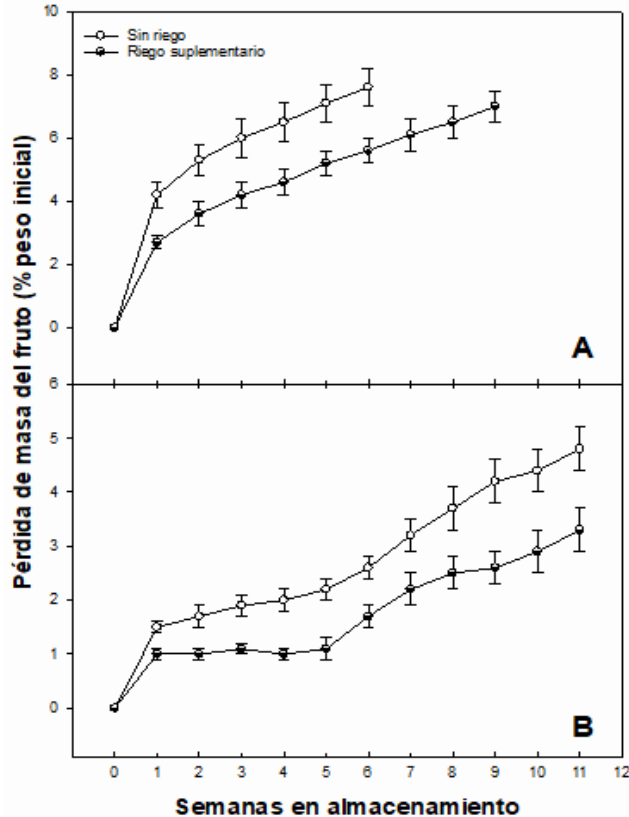 10
Sin riego
Riego suplementario
8
6
4
2
0
A
Pérdida de masa del fruto (% peso inicial)
6
5
4
3
2
1
0
B
0 1 2 3 4 5 6 7 8 9 10 11 12
Semanas en almacenamiento